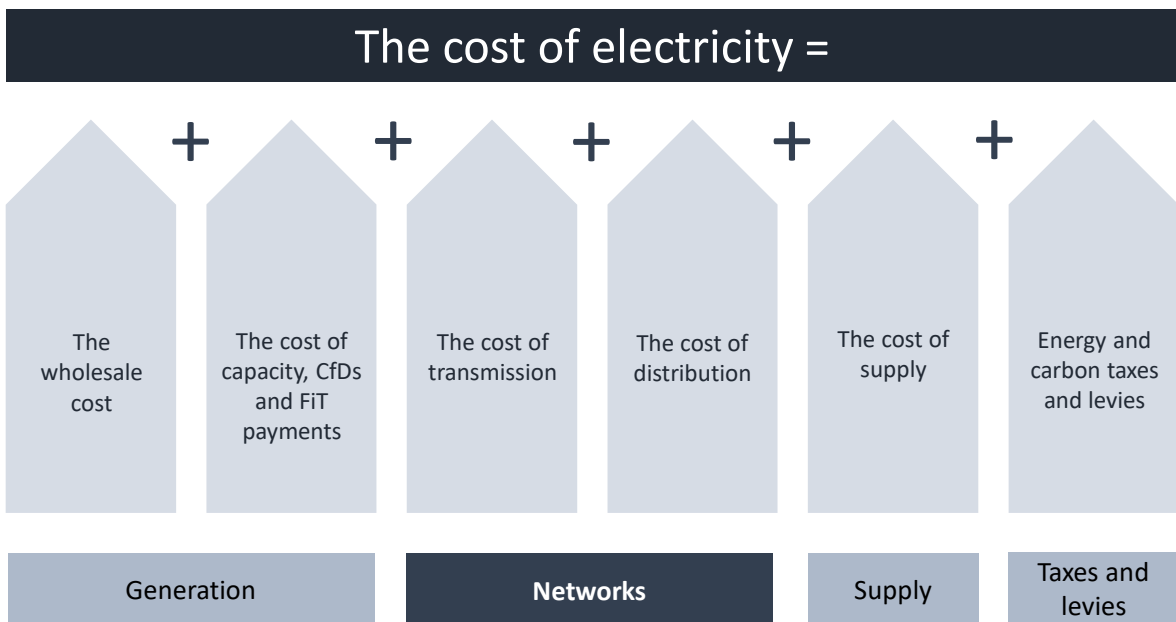 The cost of electricity =
+
+
+
+
+
The
wholesale
cost
The cost of
capacity, CfDs
and FiT
payments
The cost of
transmission
The cost of
distribution
The cost of
supply
Energy and
carbon taxes
and levies
Generation
Networks
Supply
Taxes and
levies